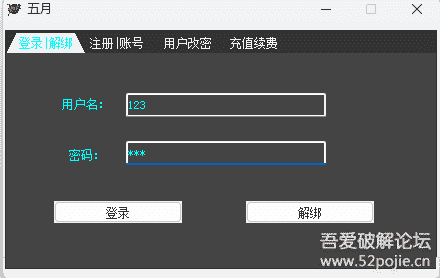 五月
登录|解绑 注册|账号 用户改密 充值续费
用户名： 123
密码： ***
登录 解绑
吾爱破解论坛
www.52pojie.cn